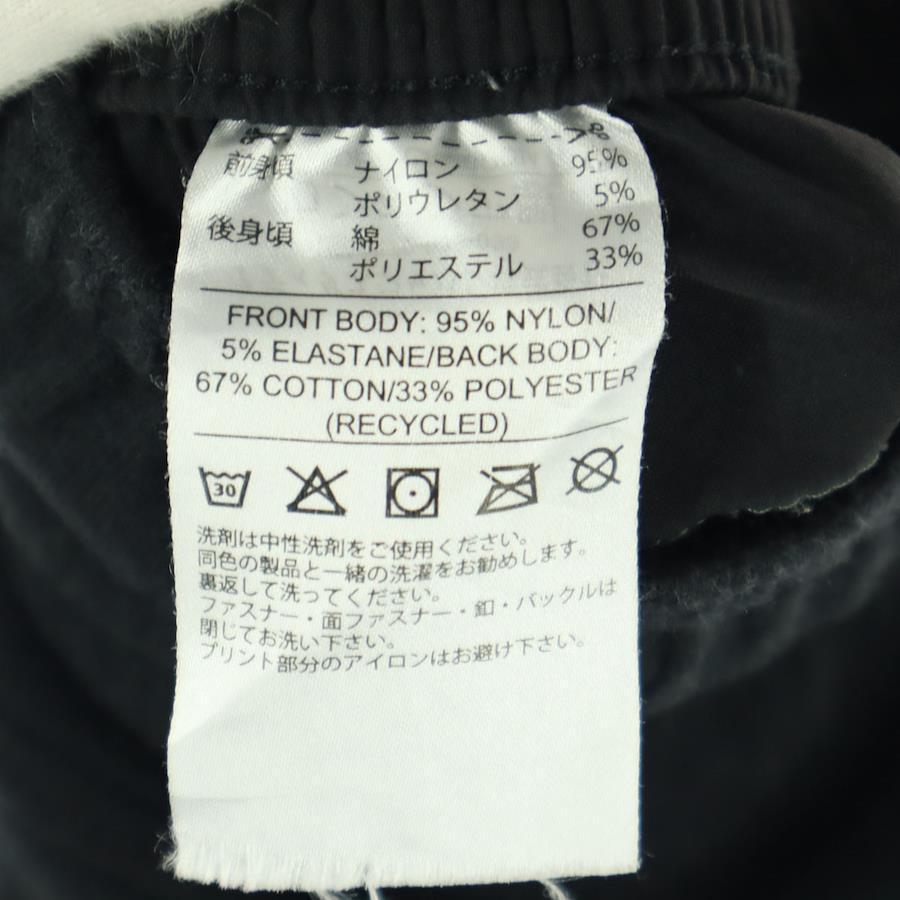 前身頃 ナイロン 95%
ポリウレタン 5%
後身頃 綿 67%
ポリエステル 33%
FRONT BODY: 95% NYLON/
5% ELASTANE/BACK BODY:
67% COTTON/33% POLYESTER
(RECYCLED)
30
洗剤は中性洗剤をご使用ください。
同色の製品と一緒の洗濯をお勧めします。
裏返して洗ってください。
ファスナー・面ファスナー・釦・バックルは
閉じてお洗い下さい。
プリント部分のアイロンはお避け下さい。